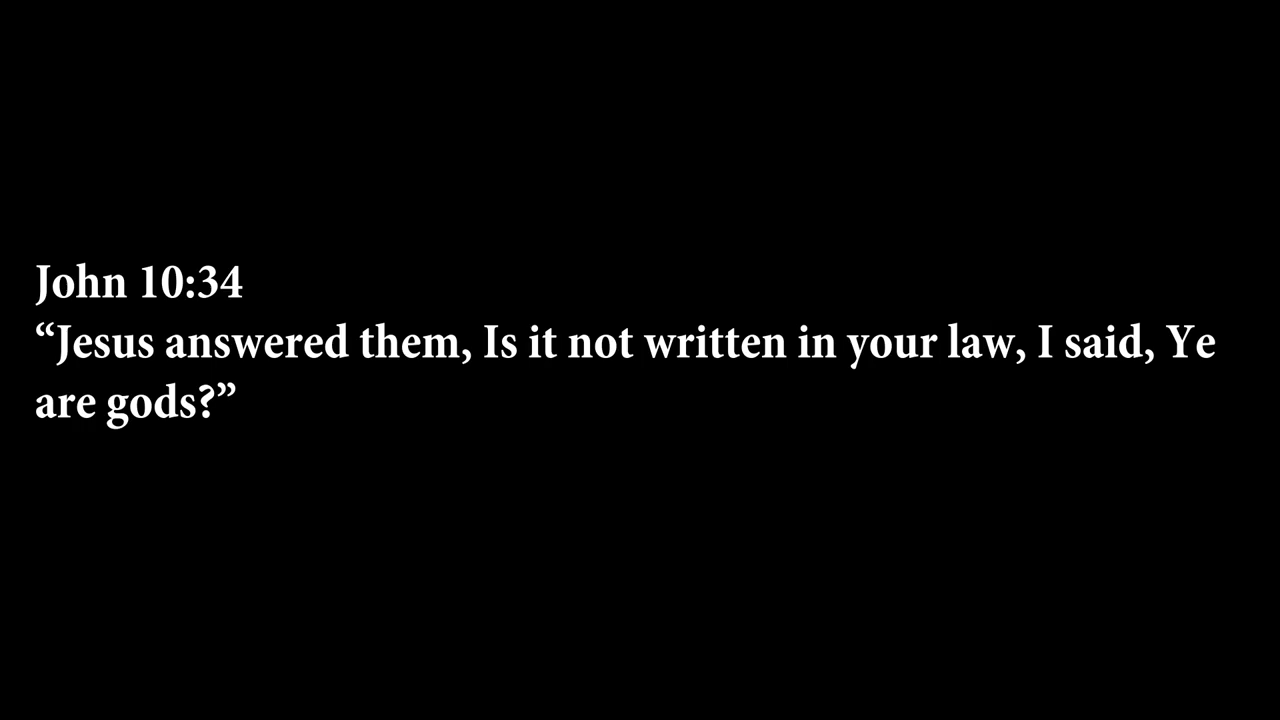 John 10:34
“Jesus answered them, Is it not written in your law, I said, Ye
are gods?”